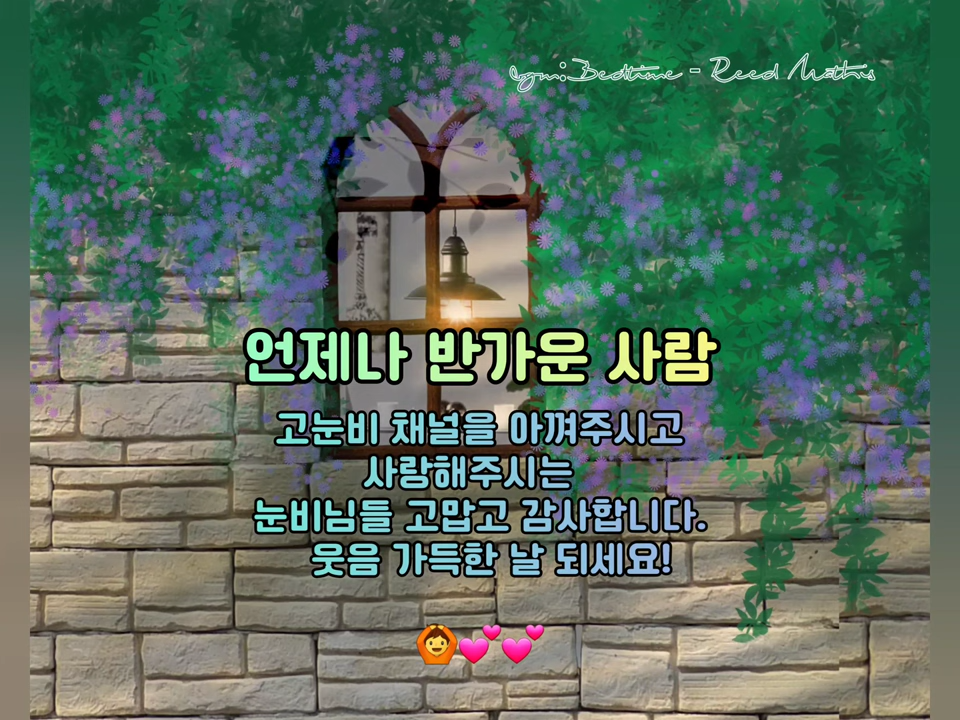 bgm:Bedtime - Reed Mathis
언제나 반가운 사람
고눈비 채널을 아껴주시고
사랑해주시는
눈비님들 고맙고 감사합니다.
웃음 가득한 날 되세요!
🙆💕💕